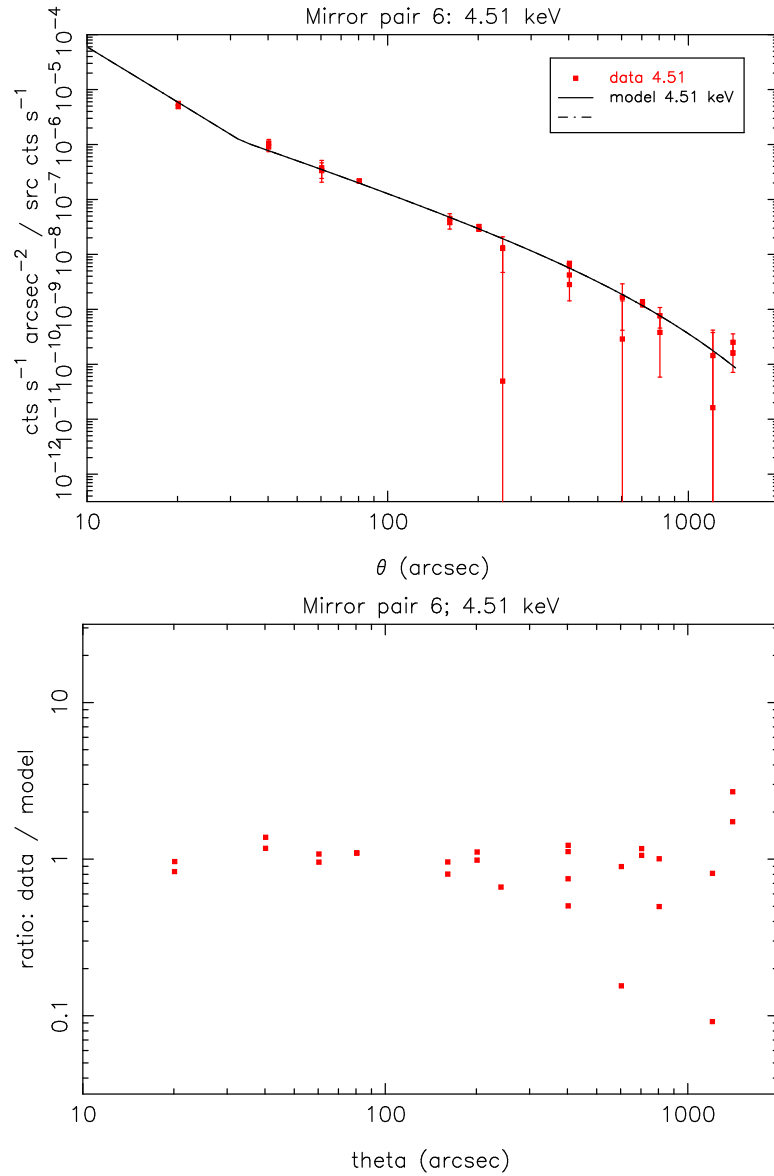 Mirror pair 6: 4.51 keV
cts s⁻¹ arcsec⁻² / src cts s⁻¹
10⁻⁴
10⁻⁵
10⁻⁶
10⁻⁷
10⁻⁸
10⁻⁹
10⁻¹⁰
10⁻¹¹
10⁻¹²
data 4.51
model 4.51 keV
10 100 1000
θ (arcsec)
Mirror pair 6; 4.51 keV
ratio: data / model
10
1
0.1
10 100 1000
theta (arcsec)